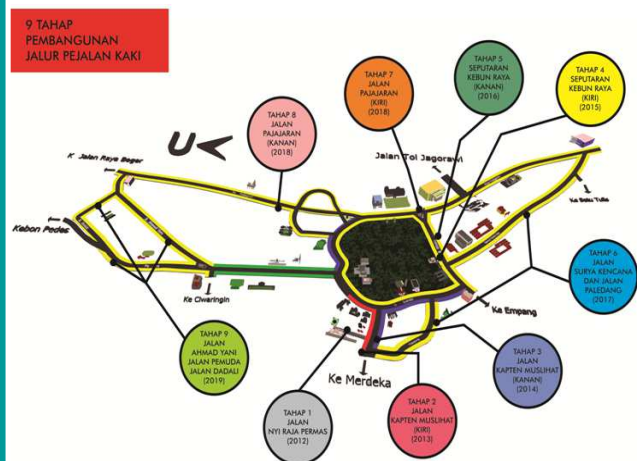 9 TAHAP
PEMBANGUNAN
JALUR PEJALAN KAKI
TAHAP 7
JALAN
PAJAJARAN
(KIRI)
(2018)
TAHAP 5
SEPUTARAN
KEBUN RAYA
(KANAN)
(2016)
TAHAP 4
SEPUTARAN
KEBUN RAYA
(KIRI)
(2015)
TAHAP 8
JALAN
PAJAJARAN
(KANAN)
(2018)
U
K Jalan Raya Bogor
Jalan Tol Jagorawi
Kebon Pedes
Ke Batu Tulis
Ke Ciwaringin
Ke Empang
TAHAP 6
JALAN
SURYA KENCANA
DAN JALAN
PALEDANG
(2017)
TAHAP 9
JALAN
AHMAD YANI
JALAN PEMUDA
JALAN DADALI
(2019)
Ke Merdeka
TAHAP 3
JALAN
KAPTEN MUSLIHAT
(KANAN)
(2014)
TAHAP 1
JALAN
NYI RAJA PERMAS
(2012)
TAHAP 2
JALAN
KAPTEN MUSLIHAT
(KIRI)
(2013)